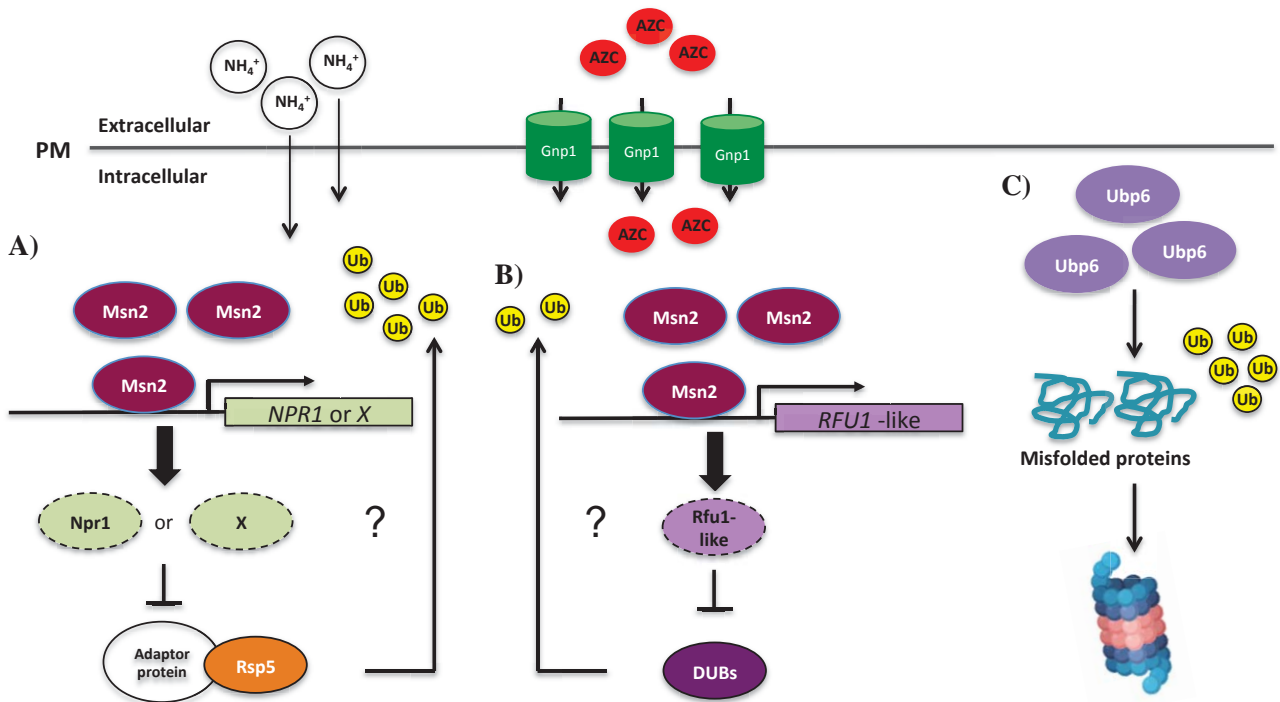 AZC
AZC
AZC
NH4+
NH4+
NH4+
Extracellular
PM
Intracellular
Gnp1
Gnp1
Gnp1
AZC
AZC
A)
Msn2
Msn2
Msn2
NPR1 or X
Npr1 or X
?
Adaptor
protein
Rsp5
Ub
Ub
Ub
Ub
Ub
B)
Ub
Ub
Msn2
Msn2
Msn2
RFU1 -like
?
Rfu1-
like
DUBs
C)
Ubp6
Ubp6
Ubp6
Ub
Ub
Ub
Ub
Ub
Misfolded proteins